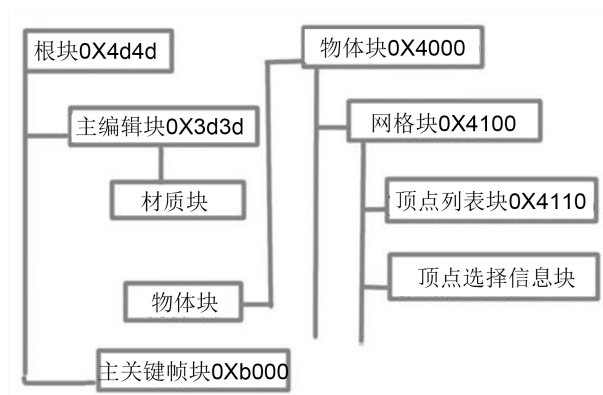 根块0X4d4d
主编辑块0X3d3d
材质块
物体块
主关键帧块0Xb000
物体块0X4000
网格块0X4100
顶点列表块0X4110
顶点选择信息块